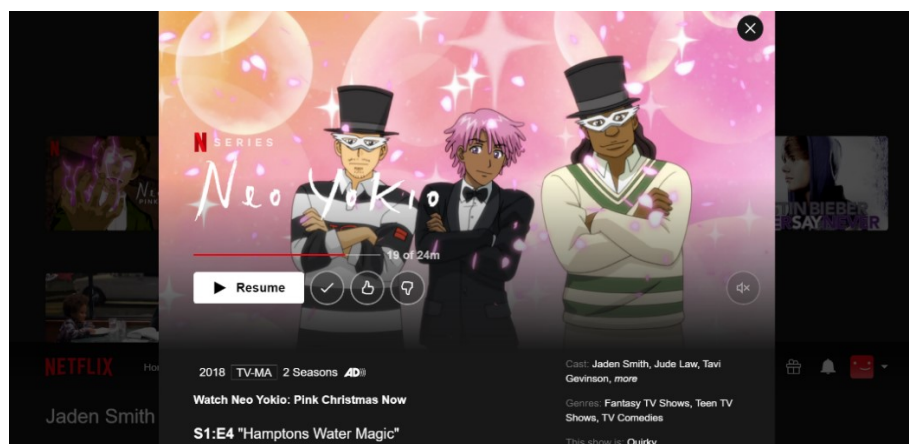 N SERIES
Neo Yokio
19 of 24m
Resume
2018 TV-MA 2 Seasons AD
Watch Neo Yokio: Pink Christmas Now
S1:E4 "Hamptons Water Magic"
Cast: Jaden Smith, Jude Law, Tavi
Gevinson, more
Genres: Fantasy TV Shows, Teen TV
Shows, TV Comedies
This show is: Quirky
NETFLIX
Jaden Smith
TIN BIEBER
SAY NEVER